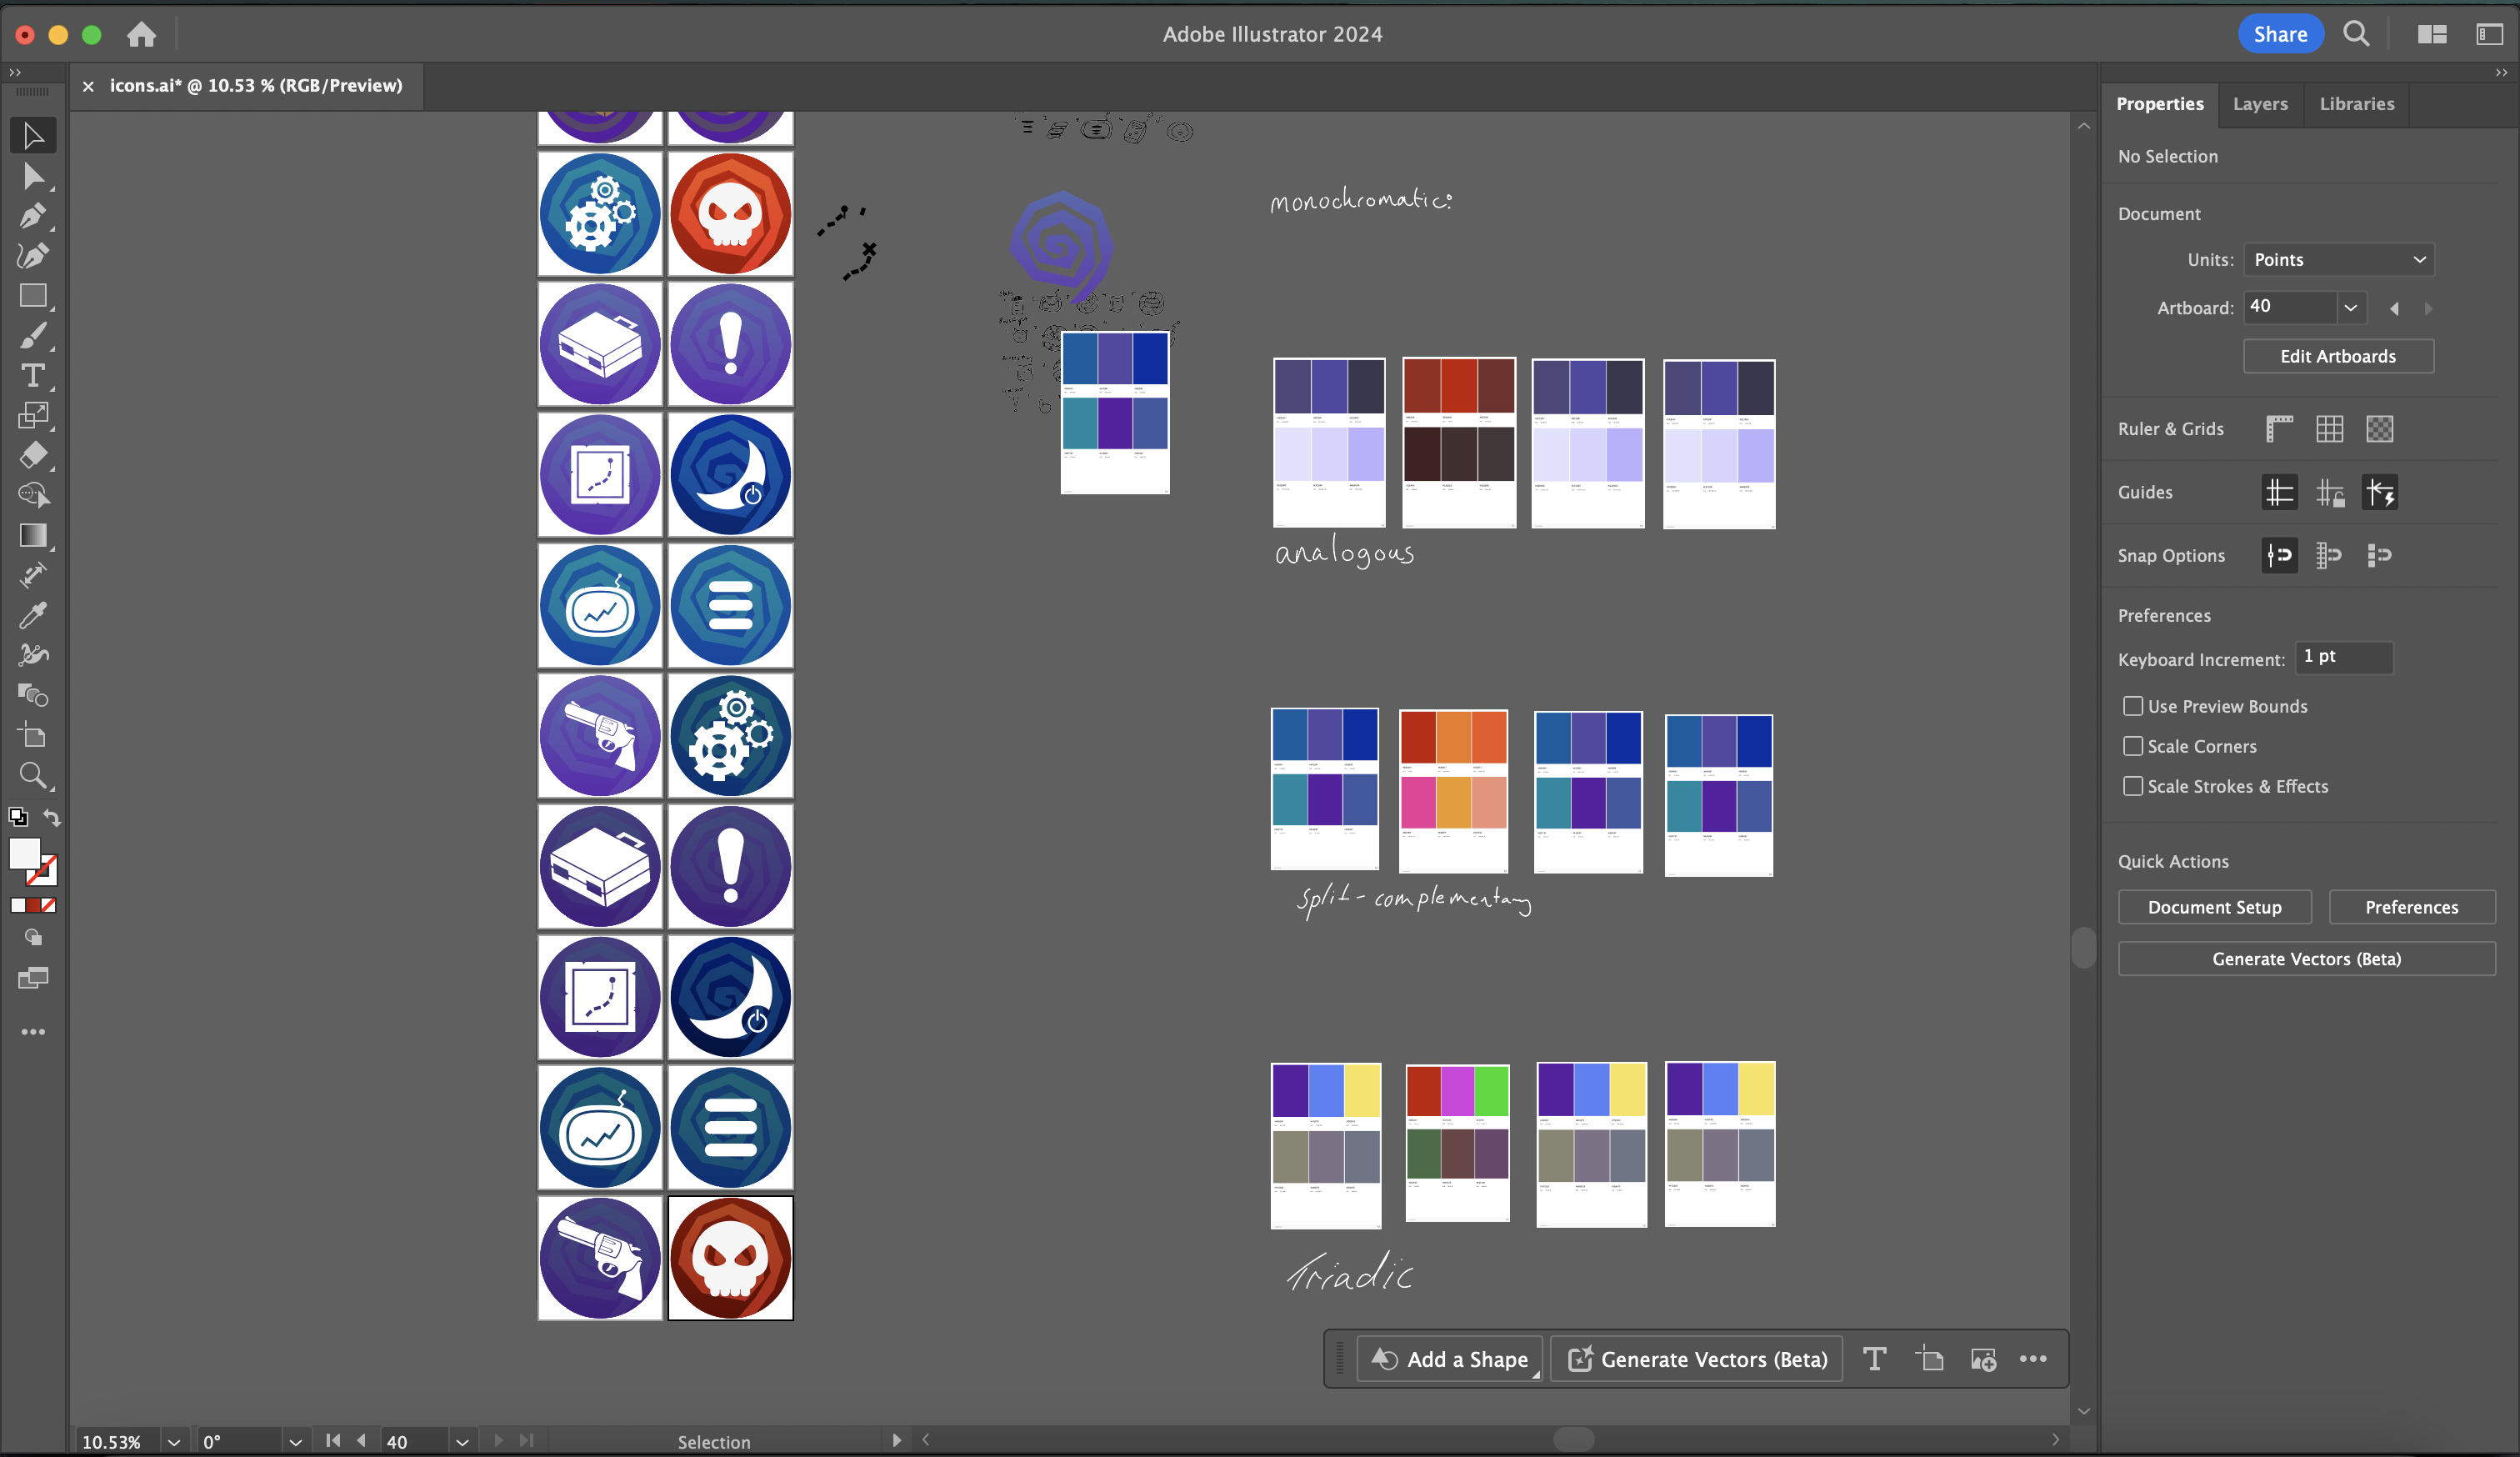 Adobe Illustrator 2024
Share
icons.ai* @ 10.53 % (RGB/Preview)
Properties
Layers
Libraries
No Selection
Document
Units:
Points
Artboard:
40
Edit Artboards
Ruler & Grids
Guides
Snap Options
Preferences
Keyboard Increment:
1 pt
Use Preview Bounds
Scale Corners
Scale Strokes & Effects
Quick Actions
Document Setup
Preferences
Generate Vectors (Beta)
monochromatic:
analogous
split-complementary
Triadic
Add a Shape
Generate Vectors (Beta)
10.53%
0°
40
Selection